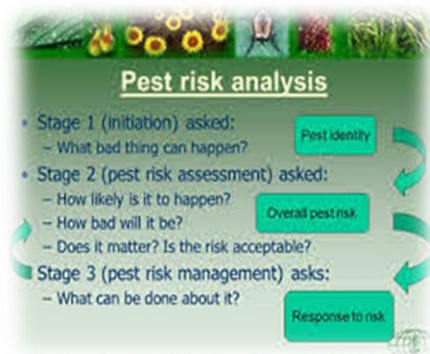 Pest risk analysis
• Stage 1 (initiation) asked:
– What bad thing can happen?
Pest identity
• Stage 2 (pest risk assessment) asked:
– How likely is it to happen?
– How bad will it be?
Overall pest risk
– Does it matter? Is the risk acceptable?
Stage 3 (pest risk management) asks:
– What can be done about it?
Response to risk